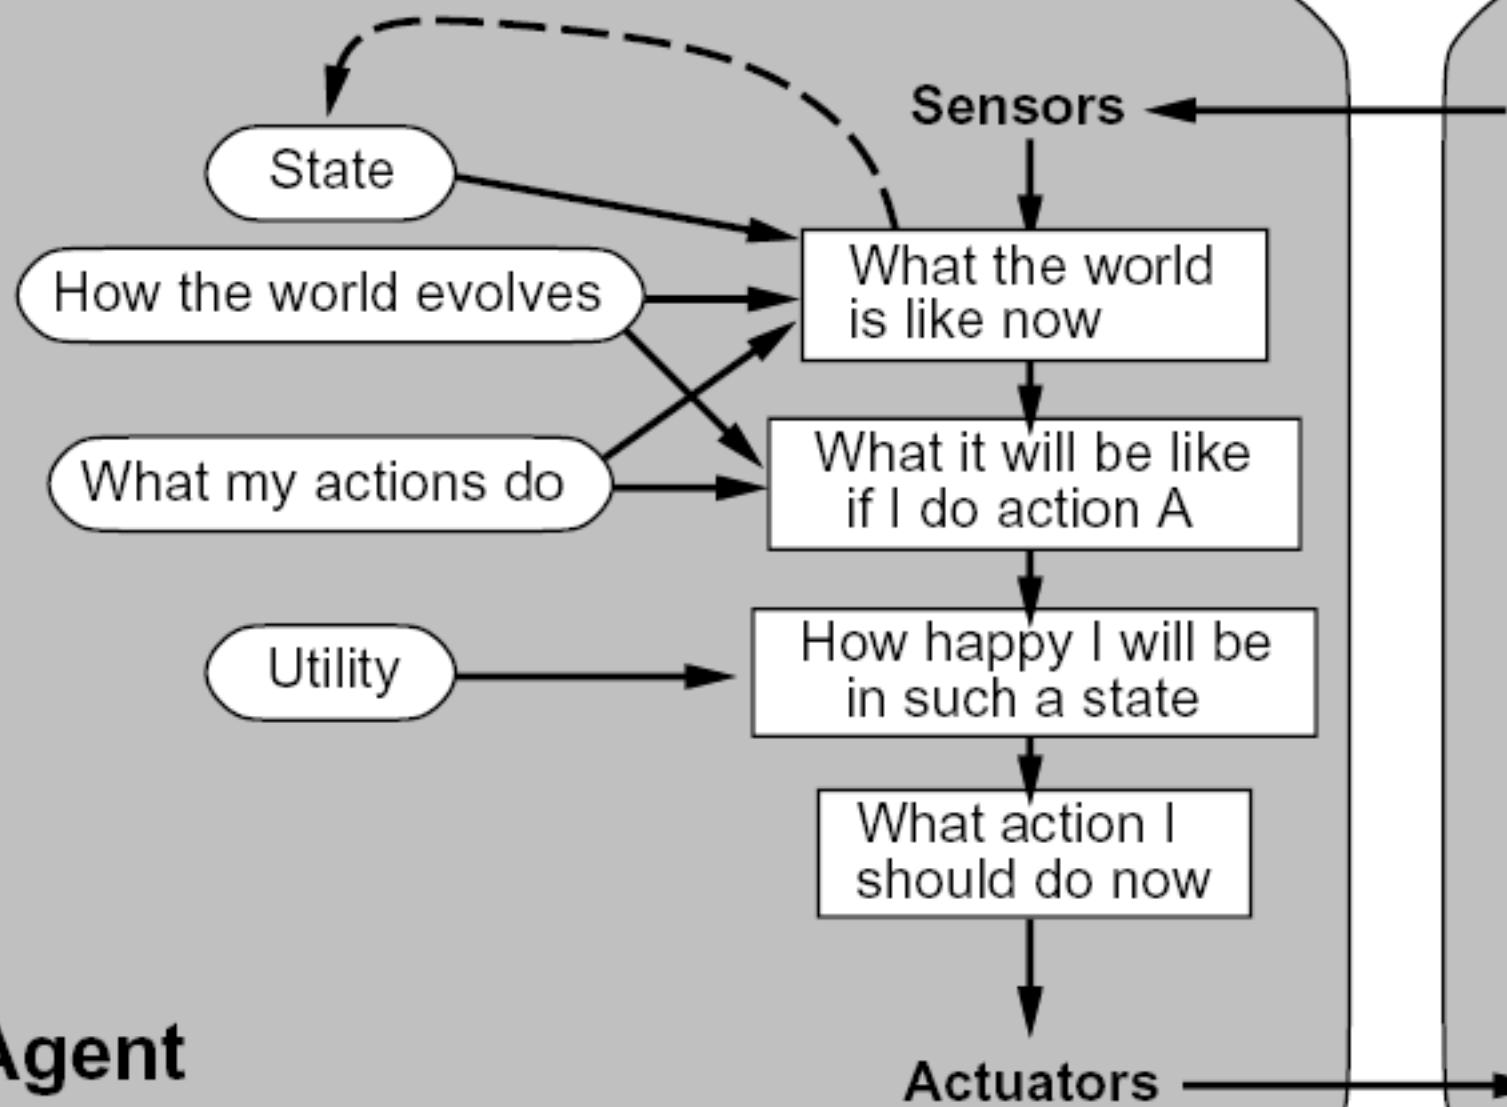 Sensors
State
How the world evolves
What the world
is like now
What my actions do
What it will be like
if I do action A
Utility
How happy I will be
in such a state
What action I
should do now
Agent
Actuators